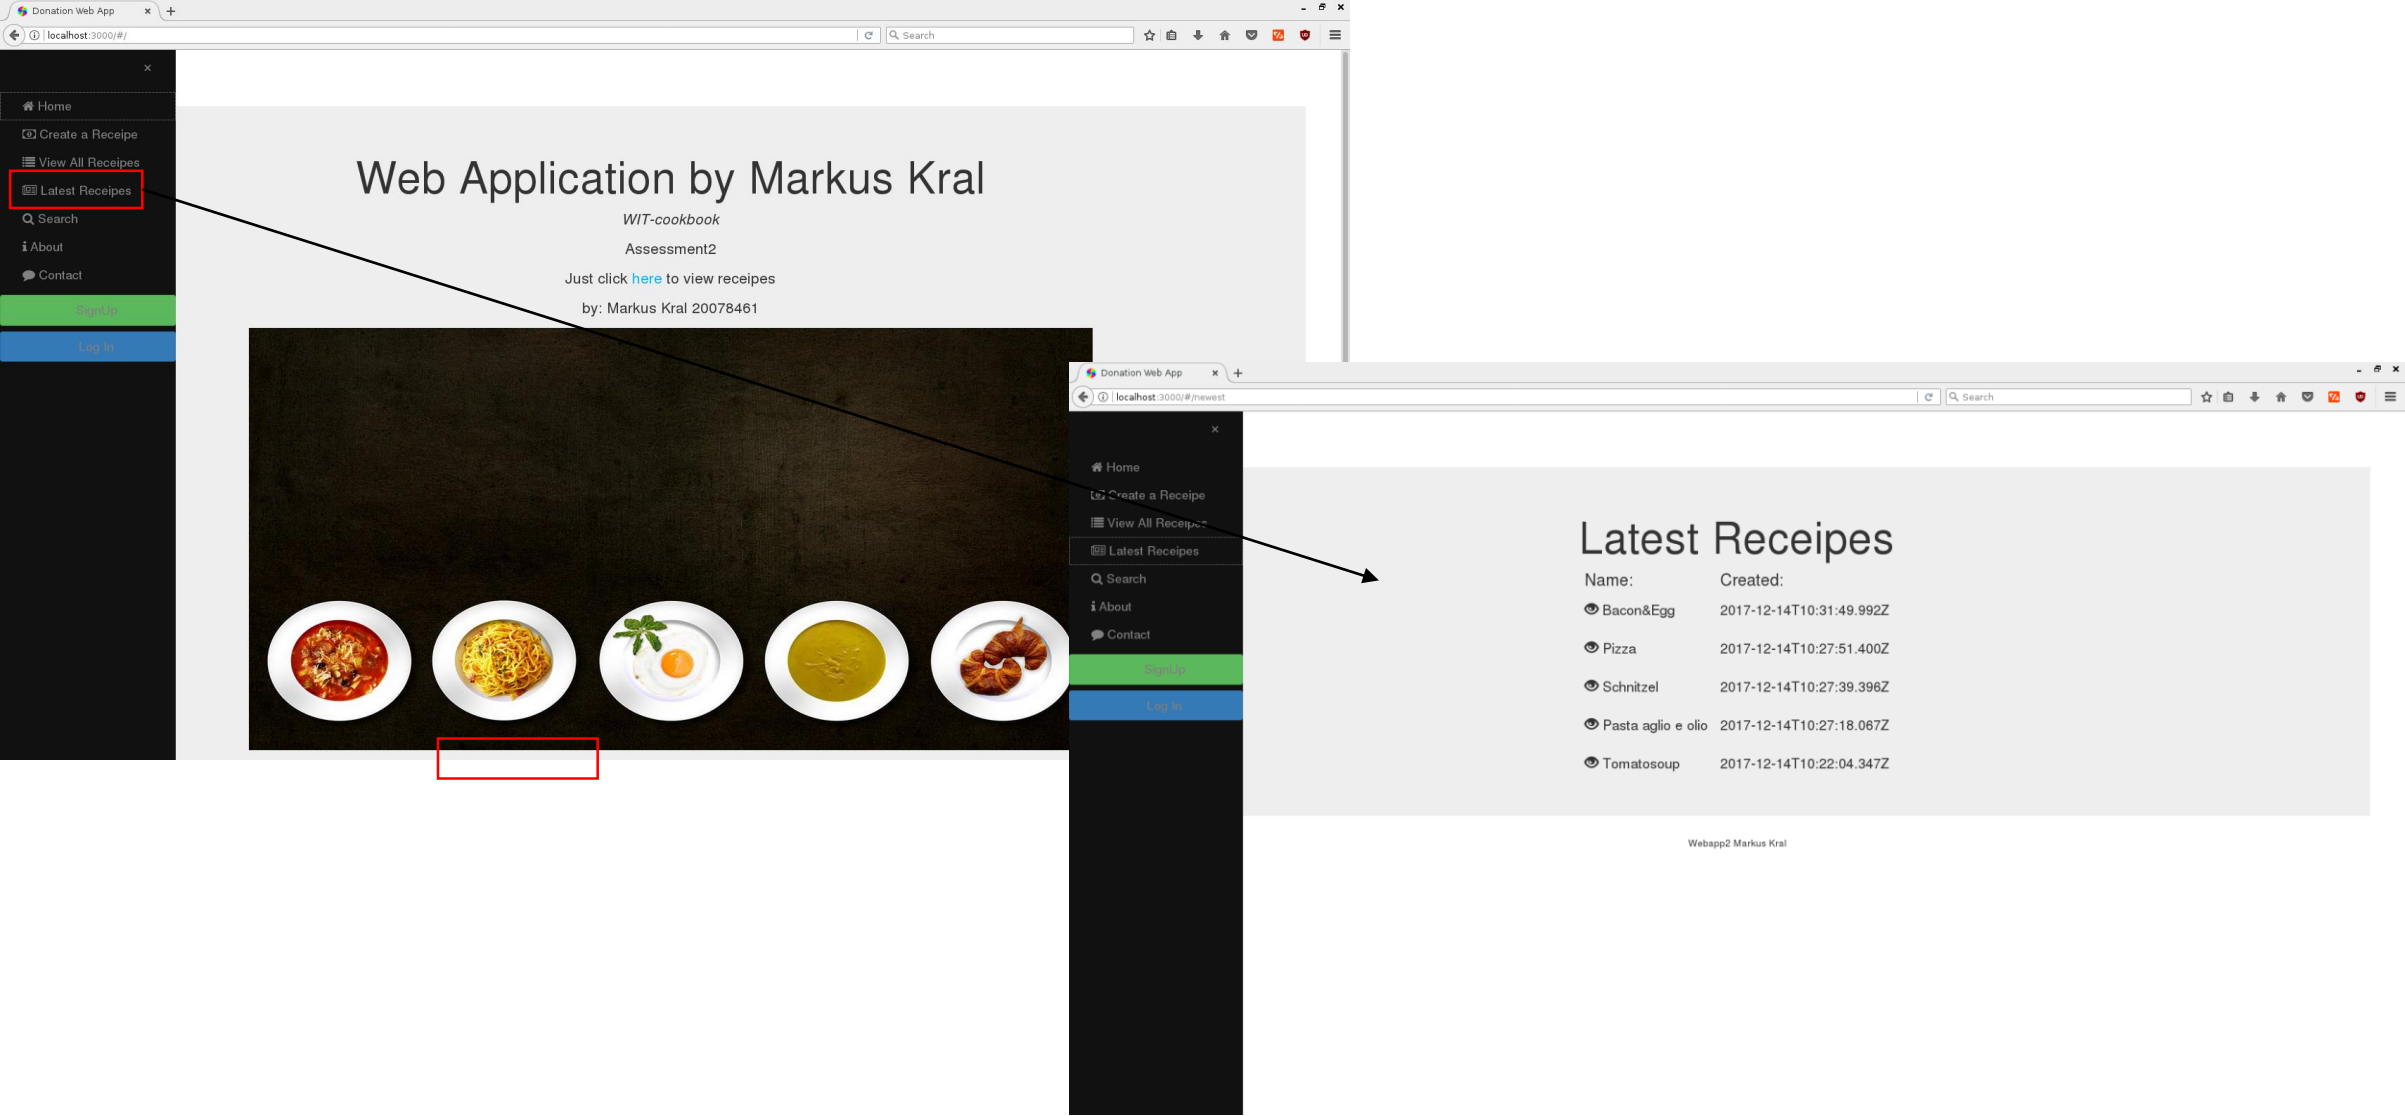 Donation Web App
localhost:3000/#/
Search
Home
Create a Receipe
View All Receipes
Latest Receipes
Search
About
Contact
SignUp
Log In
Web Application by Markus Kral
WIT-cookbook
Assessment2
Just click here to view receipes
by: Markus Kral 20078461
Donation Web App
localhost:3000/#/newest
Search
Home
Create a Receipe
View All Receipes
Latest Receipes
Search
About
Contact
SignUp
Log In
Latest Receipes
Name: Created:
Bacon&Egg 2017-12-14T10:31:49.992Z
Pizza 2017-12-14T10:27:51.400Z
Schnitzel 2017-12-14T10:27:39.396Z
Pasta aglio e olio 2017-12-14T10:27:18.067Z
Tomatosoup 2017-12-14T10:22:04.347Z
Webapp2 Markus Kral